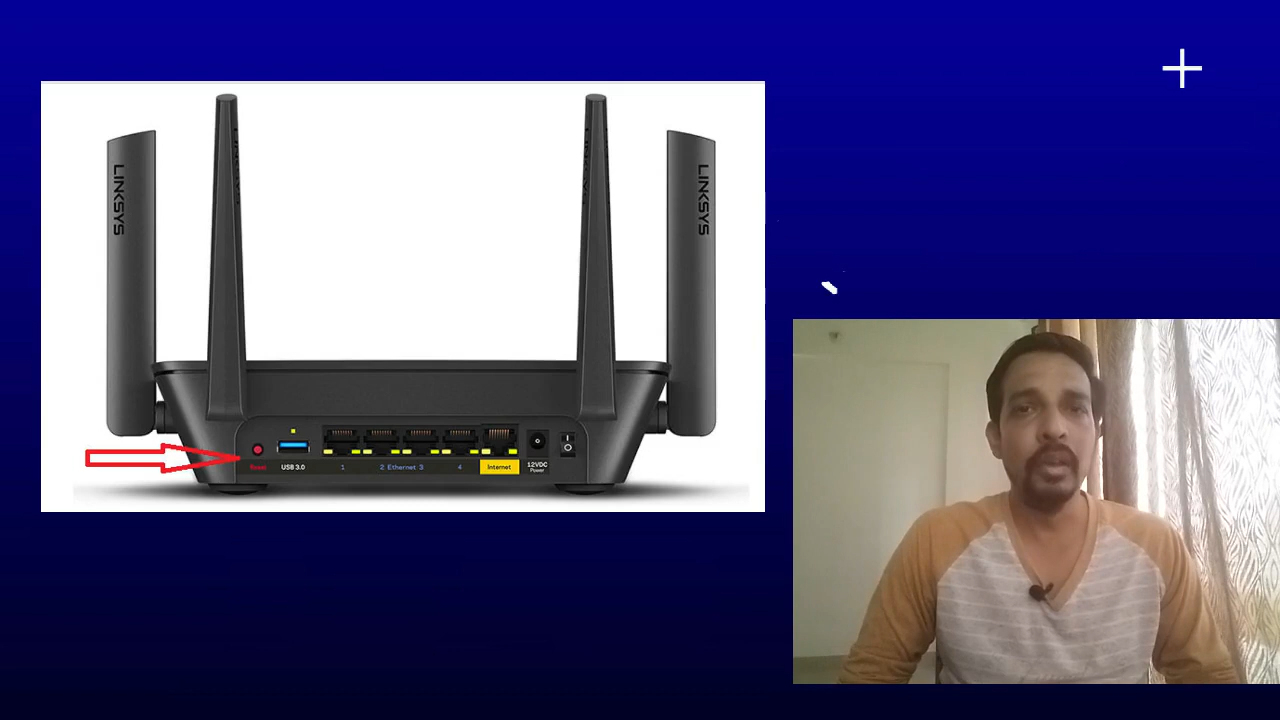 LINKSYS
LINKSYS
Reset
USB 3.0
1
2 Ethernet 3
4
Internet
12VDC
Power